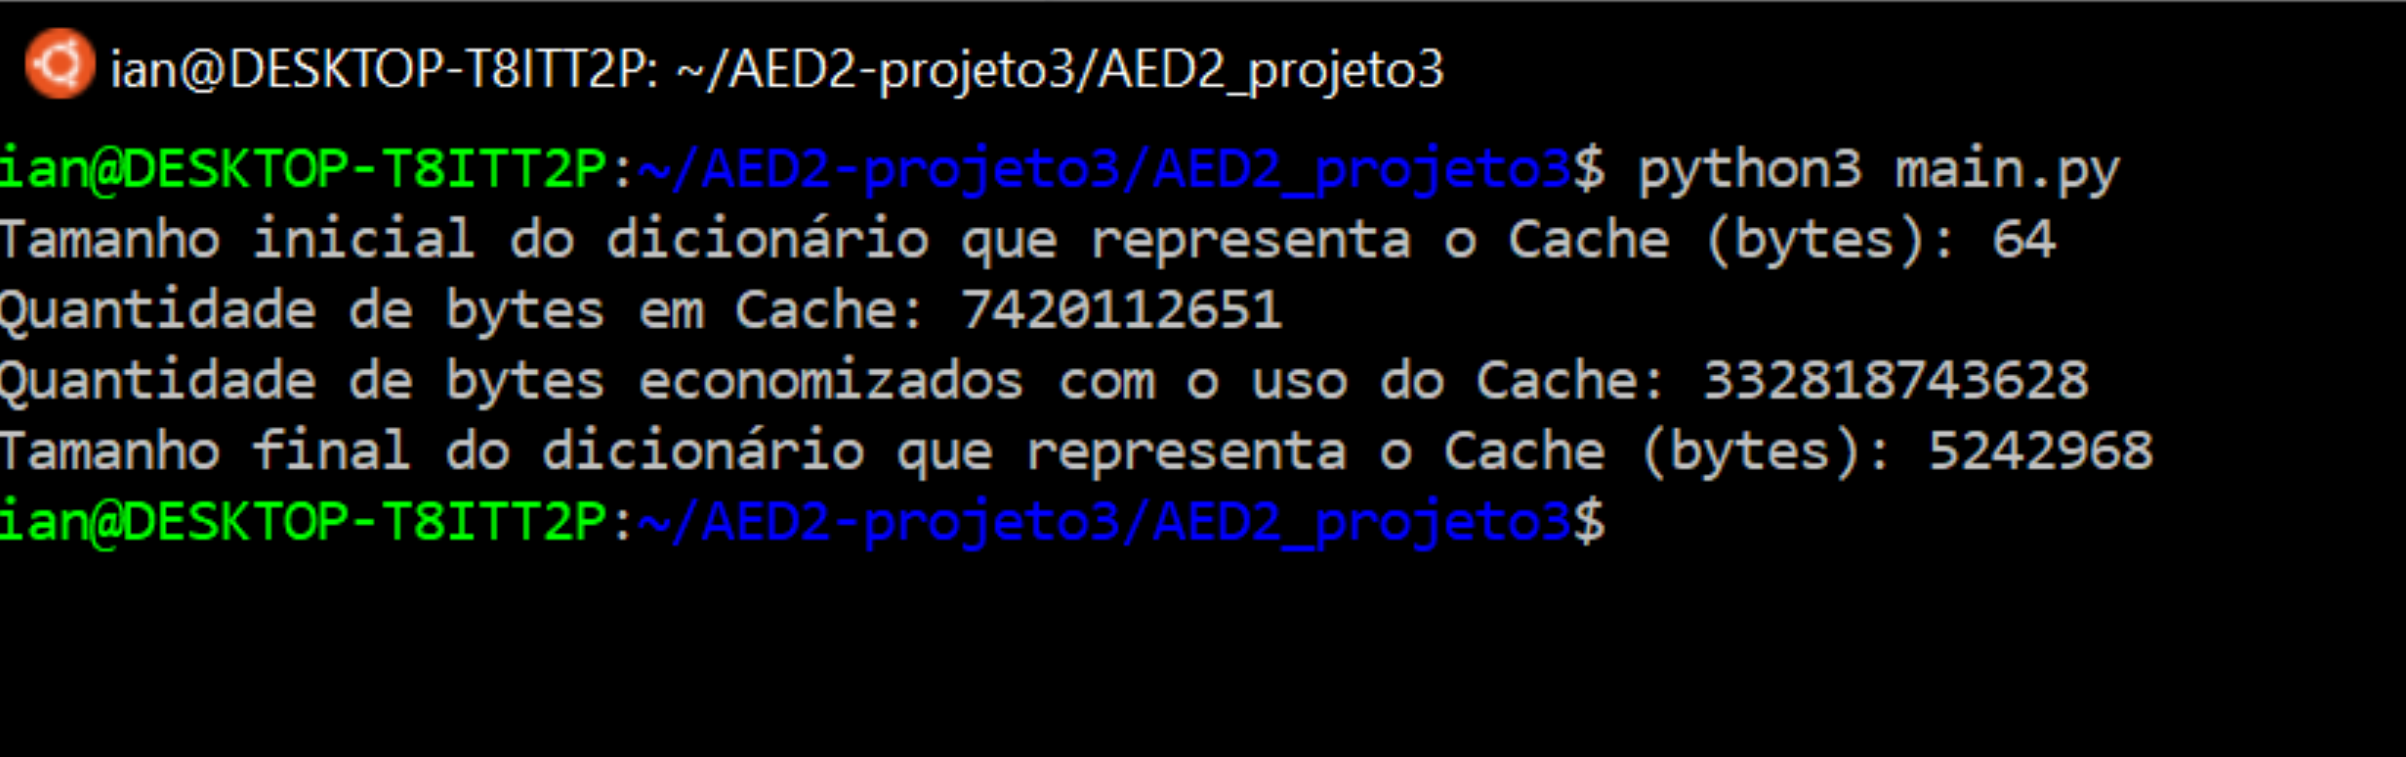 ian@DESKTOP-T8ITT2P: ~/AED2-projeto3/AED2_projeto3
ian@DESKTOP-T8ITT2P:~/AED2-projeto3/AED2_projeto3$ python3 main.py
Tamanho inicial do dicionário que representa o Cache (bytes): 64
Quantidade de bytes em Cache: 7420112651
Quantidade de bytes economizados com o uso do Cache: 332818743628
Tamanho final do dicionário que representa o Cache (bytes): 5242968
ian@DESKTOP-T8ITT2P:~/AED2-projeto3/AED2_projeto3$